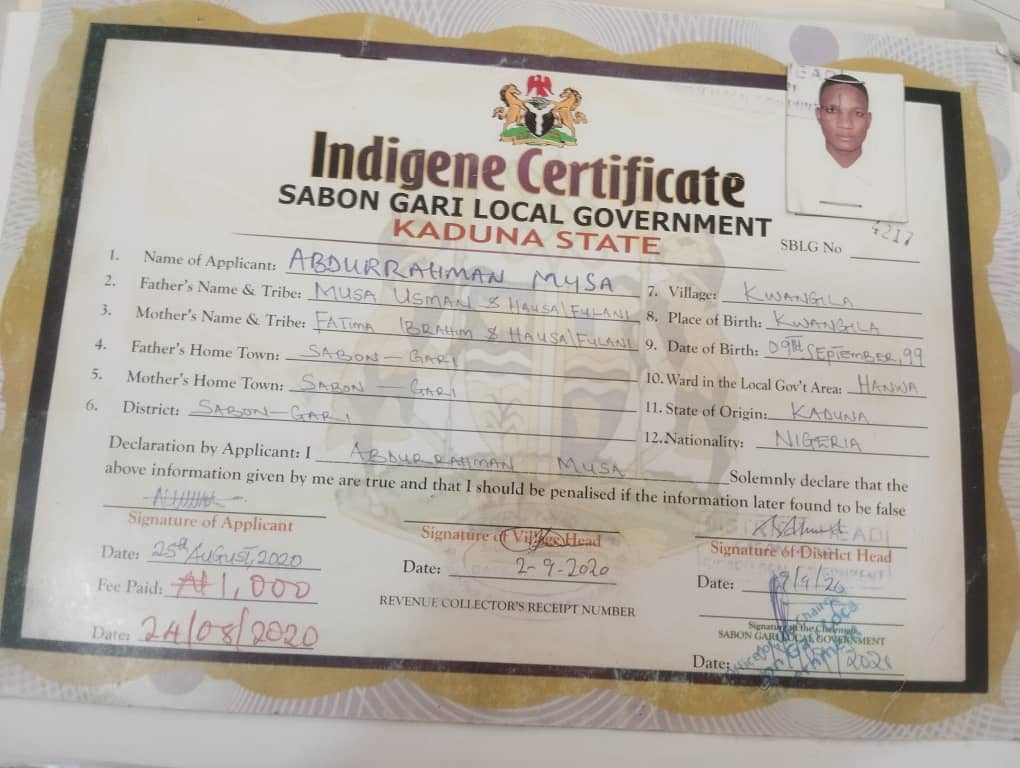 Indigene Certificate
SABON GARI LOCAL GOVERNMENT
KADUNA STATE
SBLG No 4217
1. Name of Applicant: ABDURRAHMAN MUSA
2. Father's Name & Tribe: MUSA USMAN & HAUSA/FULANI
3. Mother's Name & Tribe: FATIMA IBRAHIM & HAUSA/FULANI
4. Father's Home Town: SABON-GARI
5. Mother's Home Town: SABON-GARI
6. District: SABON-GARI
7. Village: KWANGILA
8. Place of Birth: KWANGILA
9. Date of Birth: 09TH SEPTEMBER, 99
10. Ward in the Local Gov't Area: HANWA
11. State of Origin: KADUNA
12. Nationality: NIGERIA
Declaration by Applicant: I ABDURRAHMAN MUSA Solemnly declare that the
above information given by me are true and that I should be penalised if the information later found to be false
Signature of Applicant
Date: 25th AUGUST, 2020
Fee Paid: ₦1,000
Date: 24/08/2020
Signature of Village Head
Date: 2-9-2020
REVENUE COLLECTOR'S RECEIPT NUMBER
Signature of District Head
Date: /9/20
Signature of the Chairman
SABON GARI LOCAL GOVERNMENT
Date: